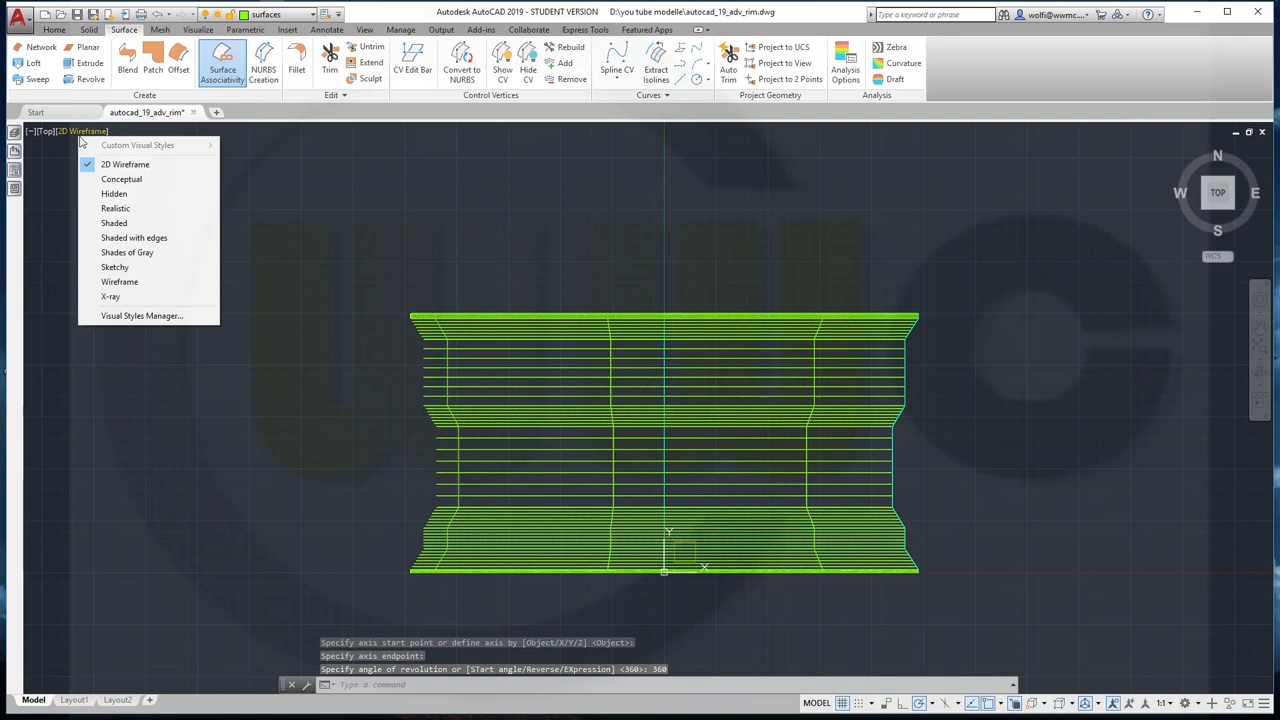 surfaces
Autodesk AutoCAD 2019 - STUDENT VERSION
D:\you tube modelle\autocad_19_adv_rim.dwg
Type a keyword or phrase
wolfi@wwmc...
Home Solid Surface Mesh Visualize Parametric Insert Annotate View Manage Output Add-ins Collaborate Express Tools Featured Apps
Network Planar
Loft Extrude
Sweep Revolve
Blend Patch Offset
Surface
Associativity
NURBS
Creation
Fillet
Trim
Untrim
Extend
Sculpt
CV Edit Bar
Convert to
NURBS
Show
CV
Hide
CV
Rebuild
Add
Remove
Spline CV
Extract
Isolines
Auto
Trim
Project to UCS
Project to View
Project to 2 Points
Analysis
Options
Zebra
Curvature
Draft
Create Edit Control Vertices Curves Project Geometry Analysis
Start autocad_19_adv_rim*
[−][Top][2D Wireframe]
Custom Visual Styles
2D Wireframe
Conceptual
Hidden
Realistic
Shaded
Shaded with edges
Shades of Gray
Sketchy
Wireframe
X-ray
Visual Styles Manager...
N
W TOP E
S
WCS
Y
X
Specify axis start point or define axis by [Object/X/Y/Z] <Object>:
Specify axis endpoint:
Specify angle of revolution or [STart angle/Reverse/EXpression] <360>: 360
Type a command
Model Layout1 Layout2
MODEL
1:1